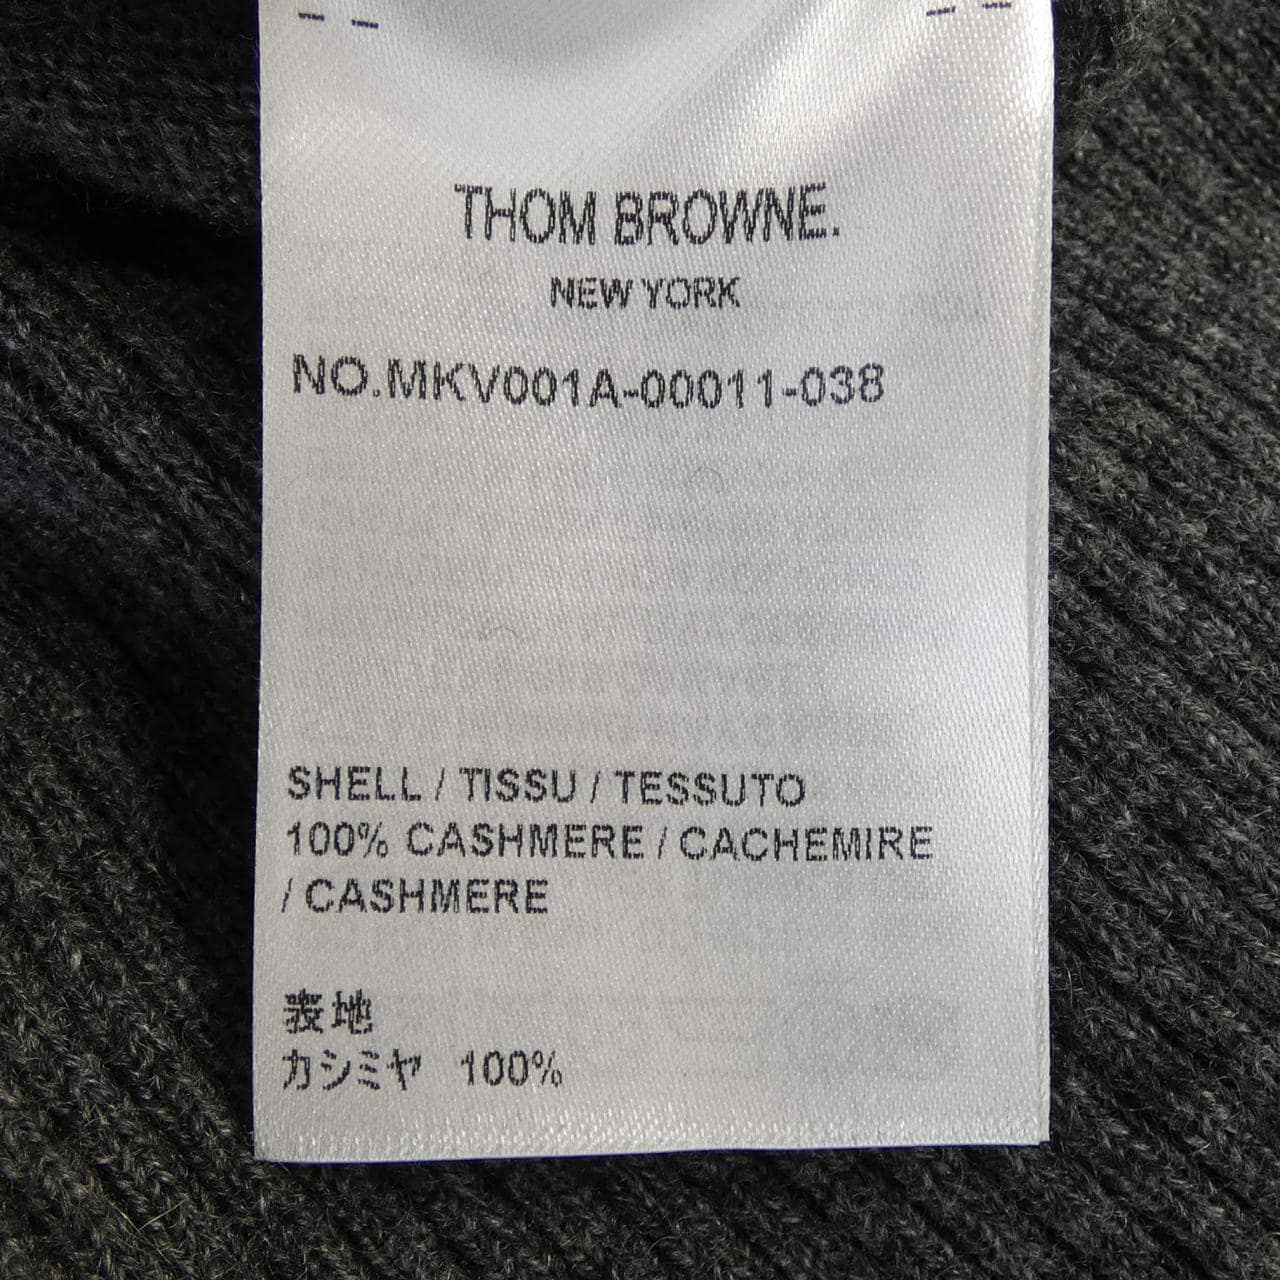 THOM BROWNE.
NEW YORK
NO.MKV001A-00011-038
SHELL / TISSU / TESSUTO
100% CASHMERE / CACHEMIRE
/ CASHMERE
表地
カシミヤ 100%